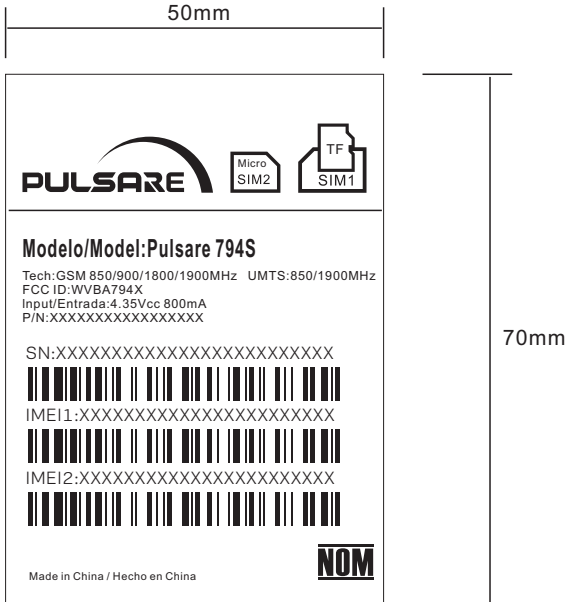 50mm
PULSARE
Micro
SIM2
TF
SIM1
Modelo/Model:Pulsare 794S
Tech:GSM 850/900/1800/1900MHz UMTS:850/1900MHz
FCC ID:WVBA794X
Input/Entrada:4.35Vcc 800mA
P/N:XXXXXXXXXXXXXXXXX
70mm
SN:XXXXXXXXXXXXXXXXXXXXXXXXX
IMEI1:XXXXXXXXXXXXXXXXXXXXXXX
IMEI2:XXXXXXXXXXXXXXXXXXXXXXX
NOM
Made in China / Hecho en China